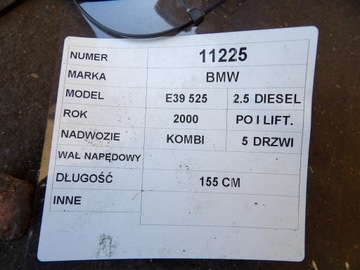 NUMER 11225
MARKA BMW
MODEL E39 525 2.5 DIESEL
ROK 2000 PO I LIFT.
NADWOZIE KOMBI 5 DRZWI
WAŁ NAPĘDOWY
DŁUGOŚĆ 155 CM
INNE